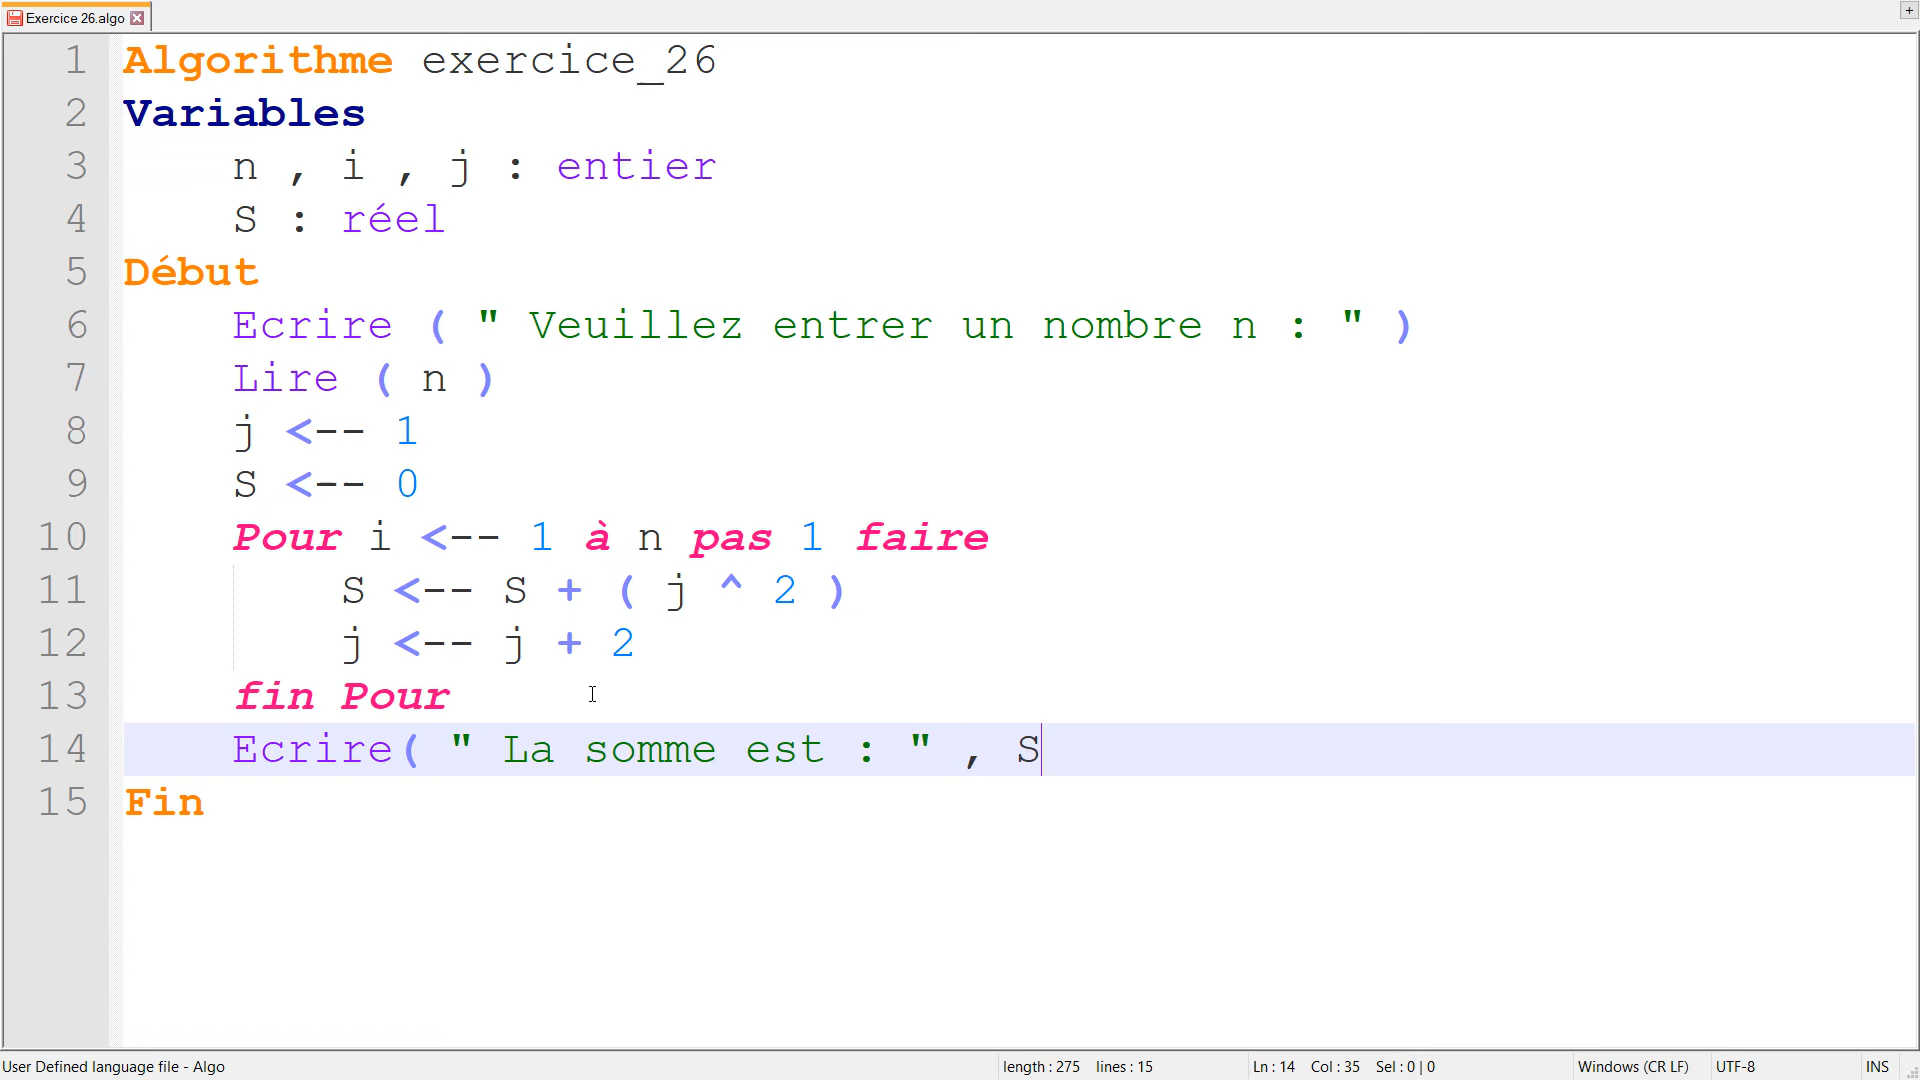 Exercice 26.algo
+
1 Algorithme exercice_26
2 Variables
3 n , i , j : entier
4 S : réel
5 Début
6 Ecrire ( " Veuillez entrer un nombre n : " )
7 Lire ( n )
8 j <-- 1
9 S <-- 0
10 Pour i <-- 1 à n pas 1 faire
11 S <-- S + ( j ^ 2 )
12 j <-- j + 2
13 fin Pour
14 Ecrire( " La somme est : " , S
15 Fin
User Defined language file - Algo length : 275 lines : 15 Ln : 14 Col : 35 Sel : 0 | 0 Windows (CR LF) UTF-8 INS